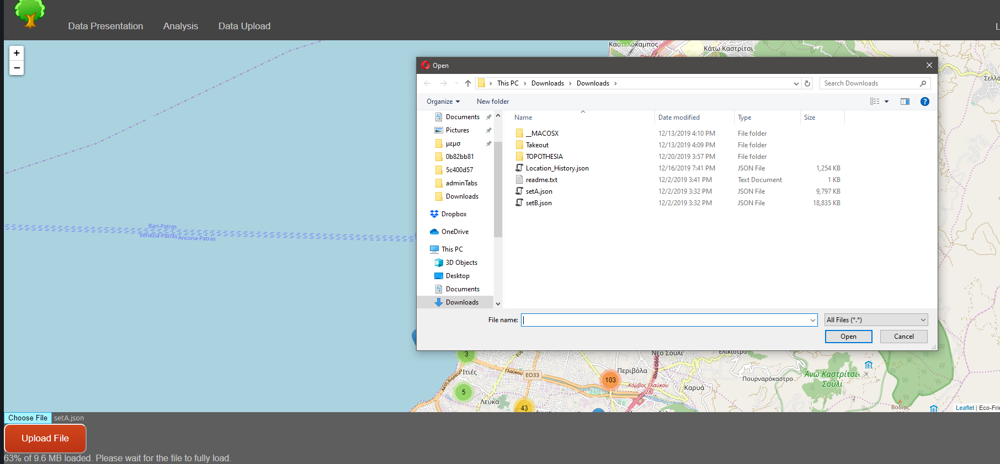 Data Presentation Analysis Data Upload L
+
−
Καστελόκαμπος
Κάτω Καστρίτσι
Bari-Patras
Venezia-Patras Ancona-Patras
Open
This PC > Downloads > Downloads >
Search Downloads
Organize New folder
?
Documents
Pictures
μεμσ
0b82bb81
5c400d57
adminTabs
Downloads
Dropbox
OneDrive
This PC
3D Objects
Desktop
Documents
Downloads
Name Date modified Type Size
__MACOSX 12/13/2019 4:10 PM File folder
Takeout 12/13/2019 4:09 PM File folder
TOPOTHESIA 12/20/2019 3:57 PM File folder
Location_History.json 12/16/2019 7:41 PM JSON File 1,254 KB
readme.txt 12/2/2019 3:41 PM Text Document 1 KB
setA.json 12/2/2019 3:32 PM JSON File 9,797 KB
setB.json 12/2/2019 3:32 PM JSON File 18,835 KB
File name: All Files (*.*)
Open Cancel
3
Ιτιές
Γλαύκου
EO33
Ακτή Δυμαίων
5
Λεύκα
43
103
Περιβόλα
Νέο Σούλι
Ιόνια Οδός
Κόμβος Γλαύκου
28
Γλαύκος
Καρυά
Πουρναρόκαστρο
Άνω Καστρίτσι-
Σούλι
Leaflet | Eco-Frie
Choose File setA.json
Upload File
63% of 9.6 MB loaded. Please wait for the file to fully load.